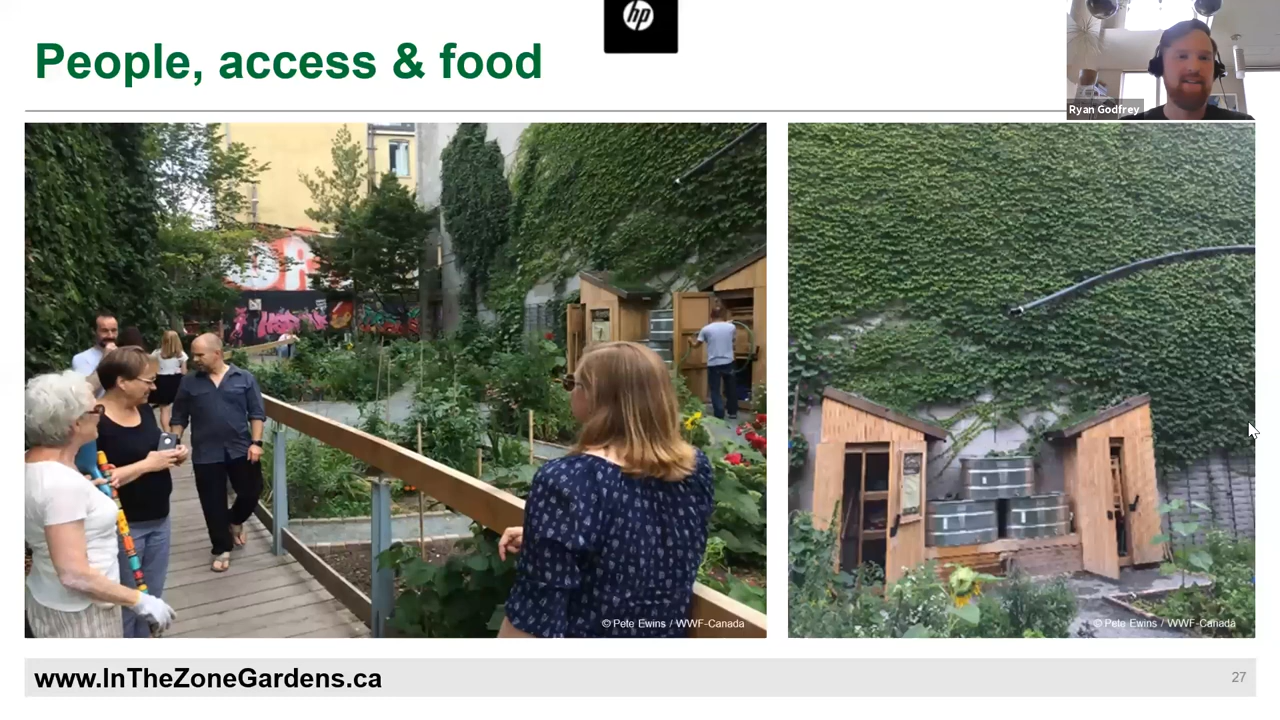 People, access & food
hp
Ryan Godfrey
© Pete Ewins / WWF-Canada
© Pete Ewins / WWF-Canada
www.InTheZoneGardens.ca
27